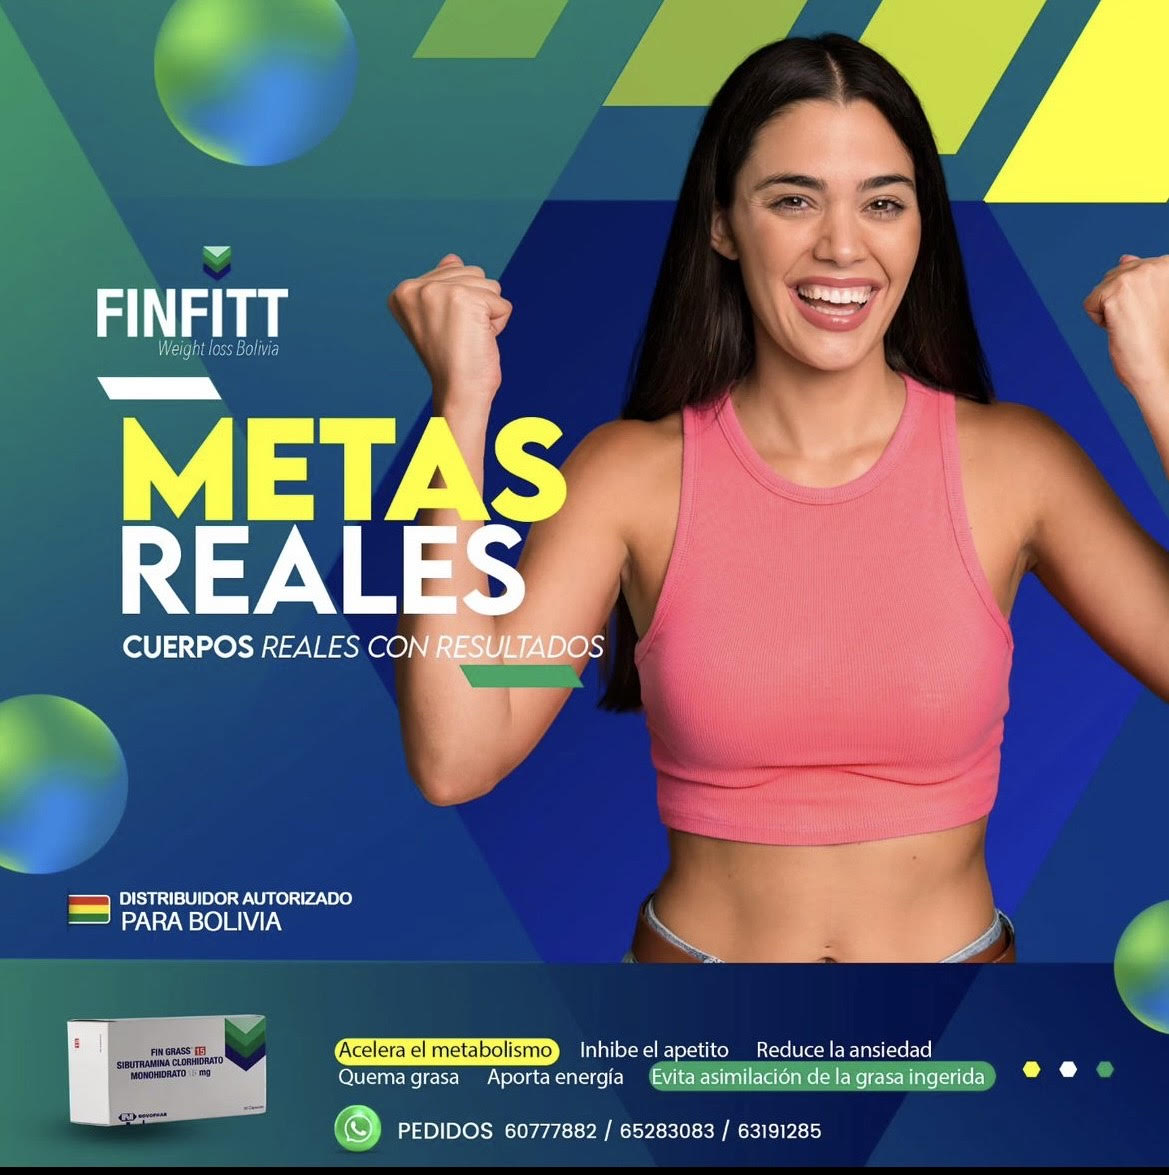 FINFITT
Weight loss Bolivia
METAS
REALES
CUERPOS REALES CON RESULTADOS
DISTRIBUIDOR AUTORIZADO
PARA BOLIVIA
FIN GRASS 15
SIBUTRAMINA CLORHIDRATO
MONOHIDRATO 15 mg
Acelera el metabolismo Inhibe el apetito Reduce la ansiedad
Quema grasa Aporta energía Evita asimilación de la grasa ingerida
PEDIDOS 60777882 / 65283083 / 63191285